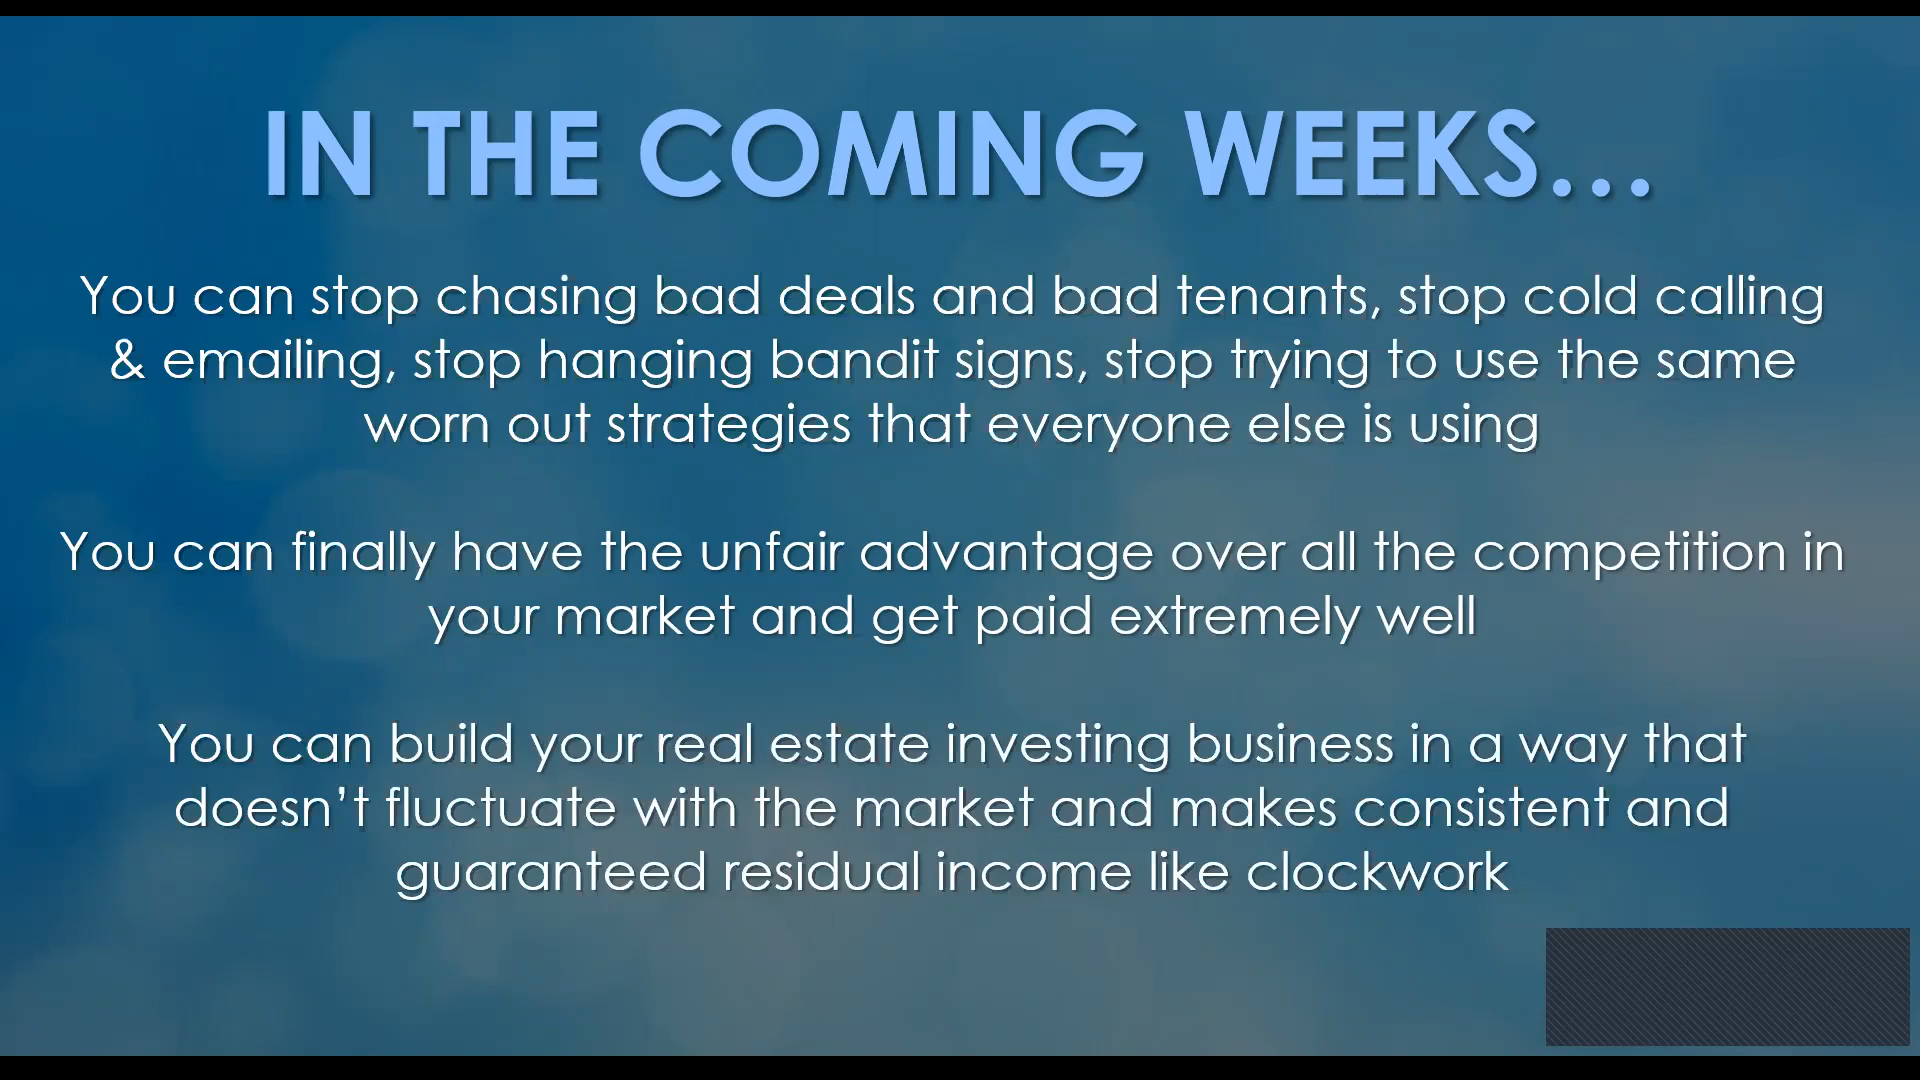 IN THE COMING WEEKS...
You can stop chasing bad deals and bad tenants, stop cold calling
& emailing, stop hanging bandit signs, stop trying to use the same
worn out strategies that everyone else is using
You can finally have the unfair advantage over all the competition in
your market and get paid extremely well
You can build your real estate investing business in a way that
doesn’t fluctuate with the market and makes consistent and
guaranteed residual income like clockwork